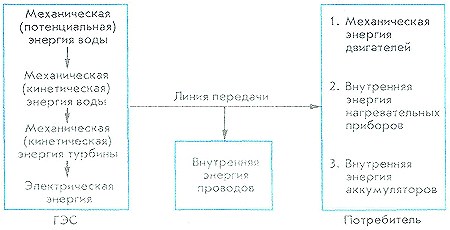 Механическая
(потенциальная)
энергия воды
Механическая
(кинетическая)
энергия воды
Механическая
(кинетическая)
энергия турбины
Электрическая
энергия
ГЭС
Линия передачи
Внутренняя
энергия
проводов
1. Механическая
энергия
двигателей
2. Внутренняя
энергия
нагревательных
приборов
3. Внутренняя
энергия
аккумуляторов
Потребитель